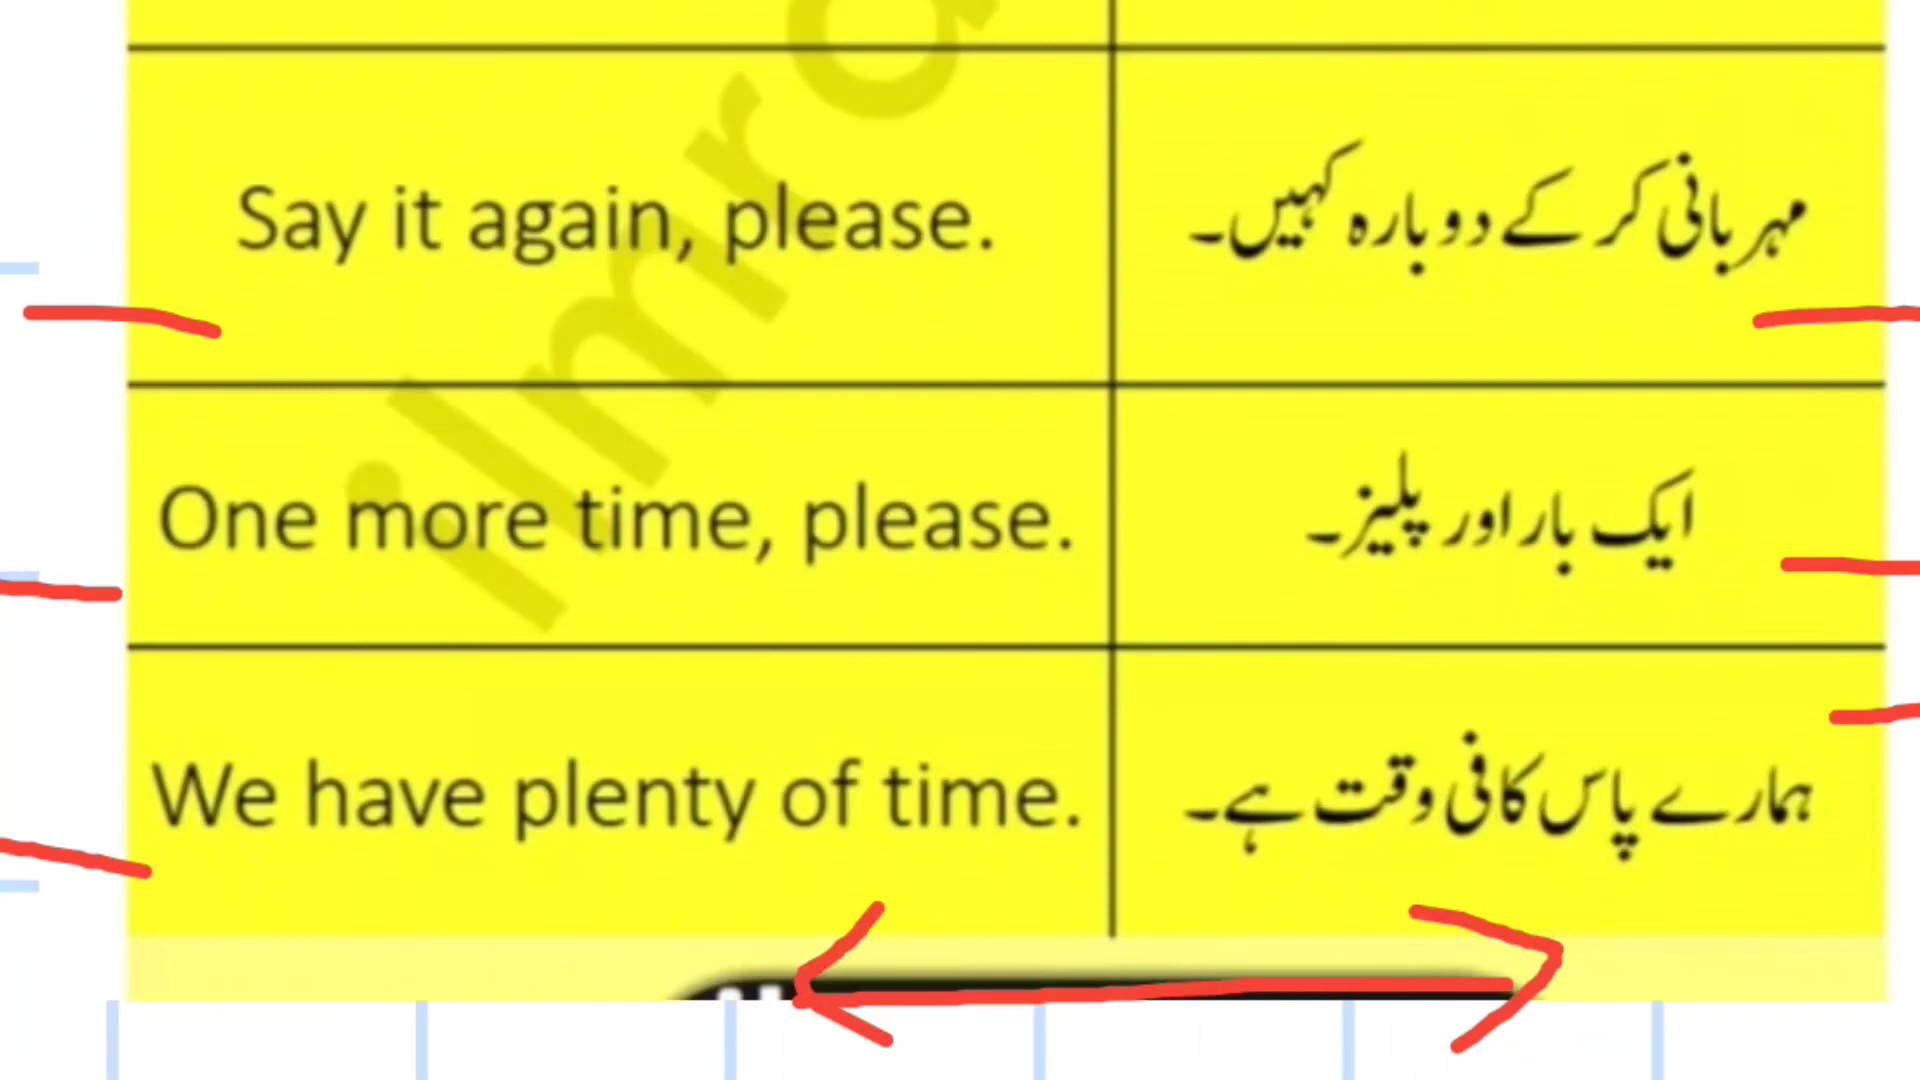 Say it again, please.
مہربانی کر کے دوبارہ کہیں۔
One more time, please.
ایک بار اور پلیز۔
We have plenty of time.
ہمارے پاس کافی وقت ہے۔